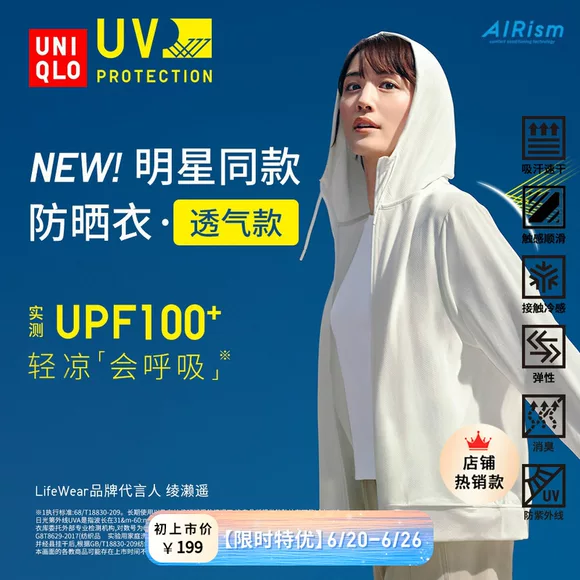 UNI
QLO
UV
PROTECTION
AIRism
NEW! 明星同款
防晒衣·透气款
实测 UPF100+
轻凉「会呼吸」※
吸汗速干
触感顺滑
接触冷感
弹性
消臭
UV
防紫外线
店铺
热销款
LifeWear品牌代言人 绫濑遥
初上市价
￥199
【限时特优】6/20-6/26